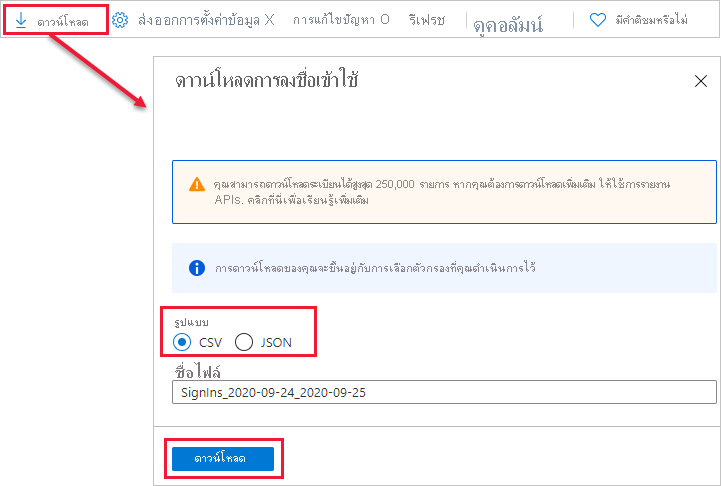 ดาวน์โหลด ส่งออกการตั้งค่าข้อมูล X การแก้ไขปัญหา O รีเฟรช ดูคอลัมน์ มีคำติชมหรือไม่
ดาวน์โหลดการลงชื่อเข้าใช้
คุณสามารถดาวน์โหลดระเบียนได้สูงสุด 250,000 รายการ หากคุณต้องการดาวน์โหลดเพิ่มเติม ให้ใช้การรายงาน
APIs. คลิกที่นี่เพื่อเรียนรู้เพิ่มเติม
การดาวน์โหลดของคุณจะขึ้นอยู่กับการเลือกตัวกรองที่คุณดำเนินการไว้
รูปแบบ
CSV JSON
ชื่อไฟล์
SignIns_2020-09-24_2020-09-25
ดาวน์โหลด